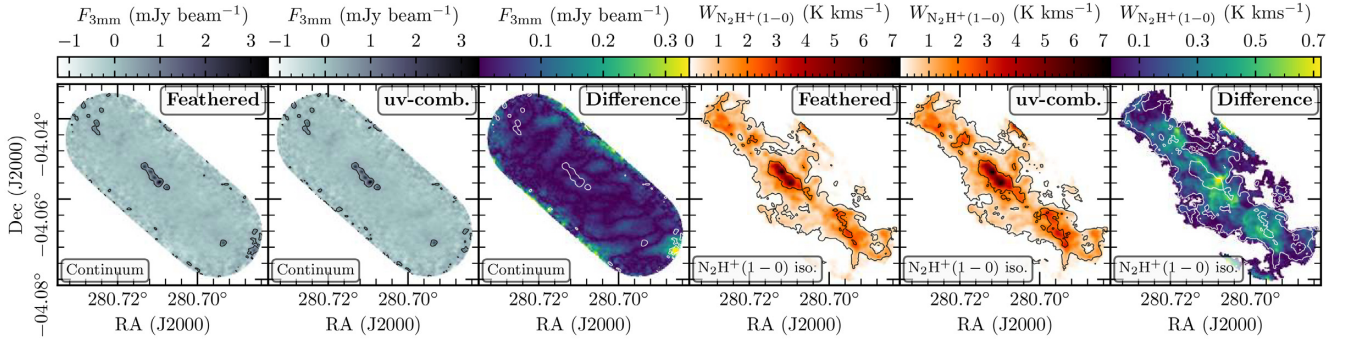 F3mm (mJy beam−1) F3mm (mJy beam−1) F3mm (mJy beam−1) WN2H+(1−0) (K kms−1) WN2H+(1−0) (K kms−1) WN2H+(1−0) (K kms−1)
−1 0 1 2 3 −1 0 1 2 3 0.1 0.2 0.3 0 1 2 3 4 5 6 7 1 2 3 4 5 6 7 0.1 0.3 0.5 0.7
Feathered uv-comb. Difference Feathered uv-comb. Difference
Dec (J2000)
−04.04°
−04.06°
−04.08°
Continuum Continuum Continuum N2H+(1−0) iso. N2H+(1−0) iso. N2H+(1−0) iso.
280.72° 280.70° 280.72° 280.70° 280.72° 280.70° 280.72° 280.70° 280.72° 280.70° 280.72° 280.70°
RA (J2000) RA (J2000) RA (J2000) RA (J2000) RA (J2000) RA (J2000)